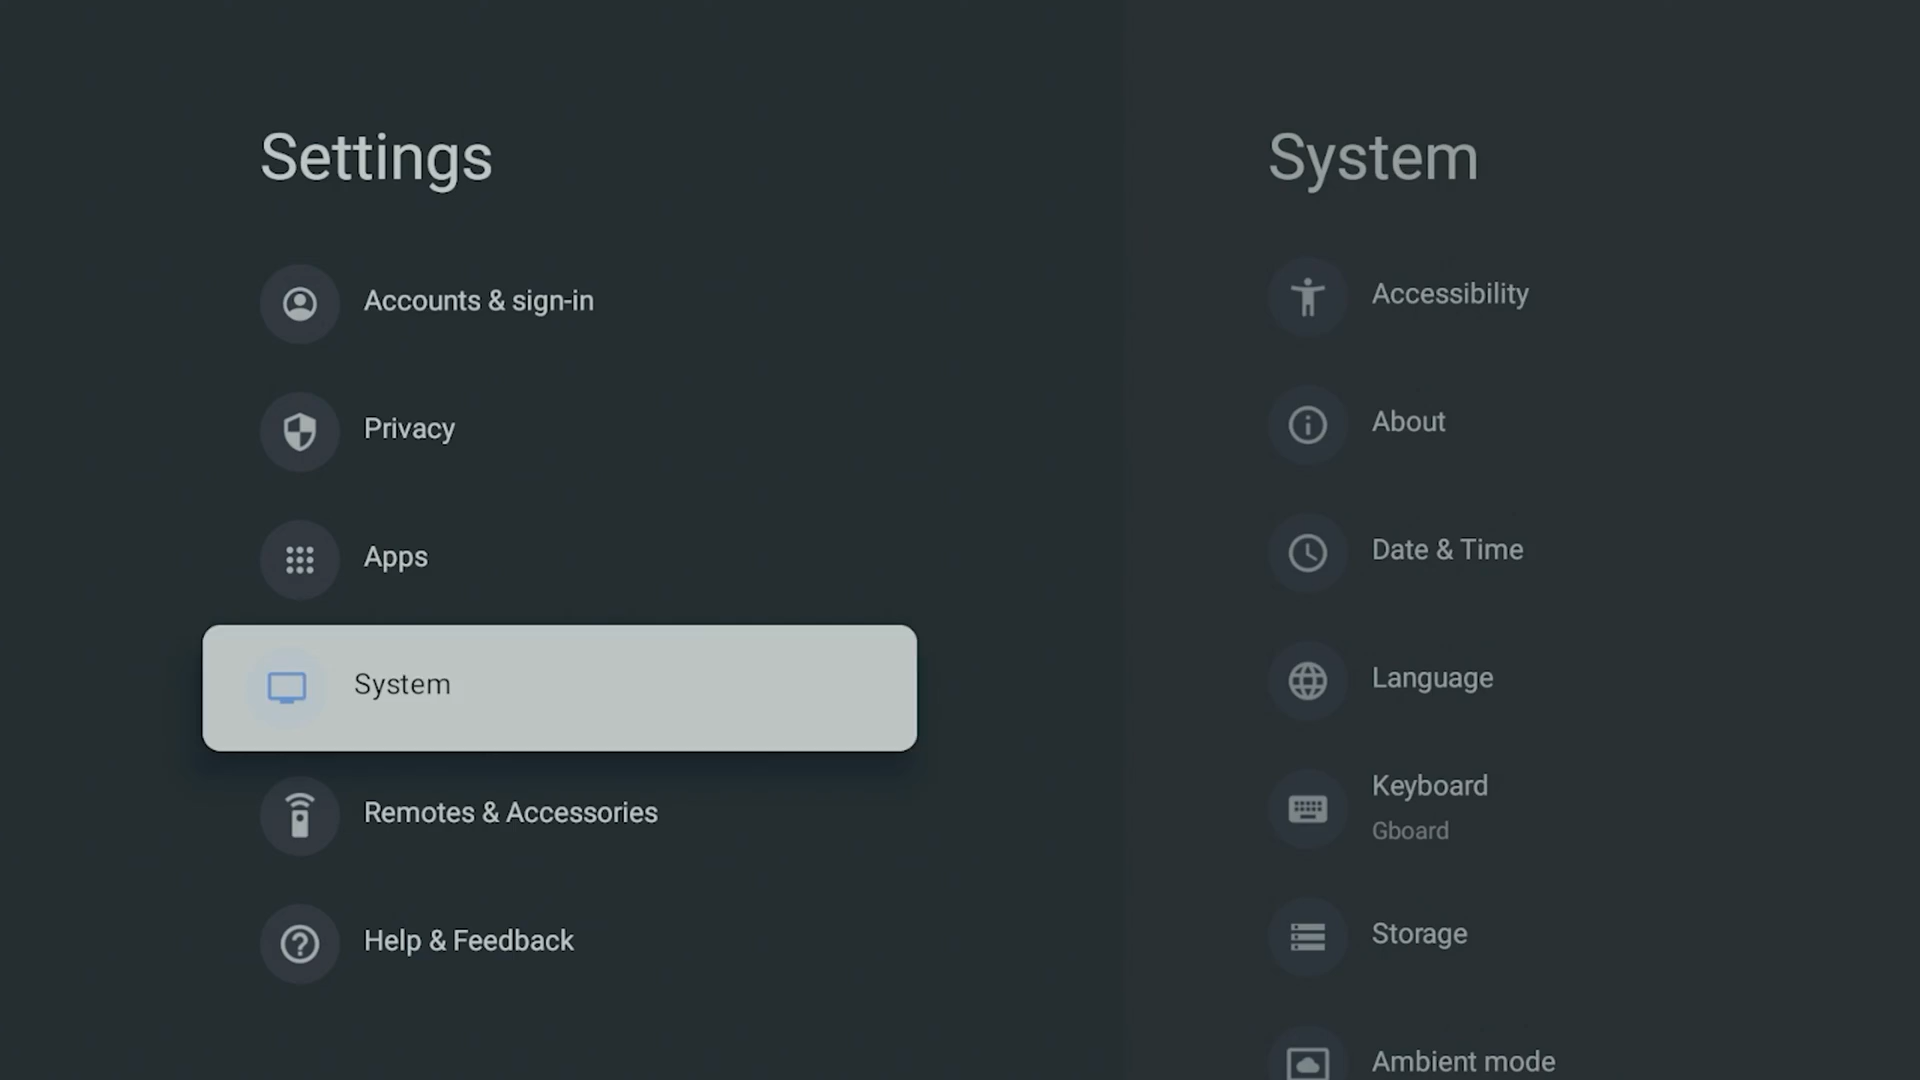 Settings
Accounts & sign-in
Privacy
Apps
System
Remotes & Accessories
Help & Feedback
System
Accessibility
About
Date & Time
Language
Keyboard
Gboard
Storage
Ambient mode